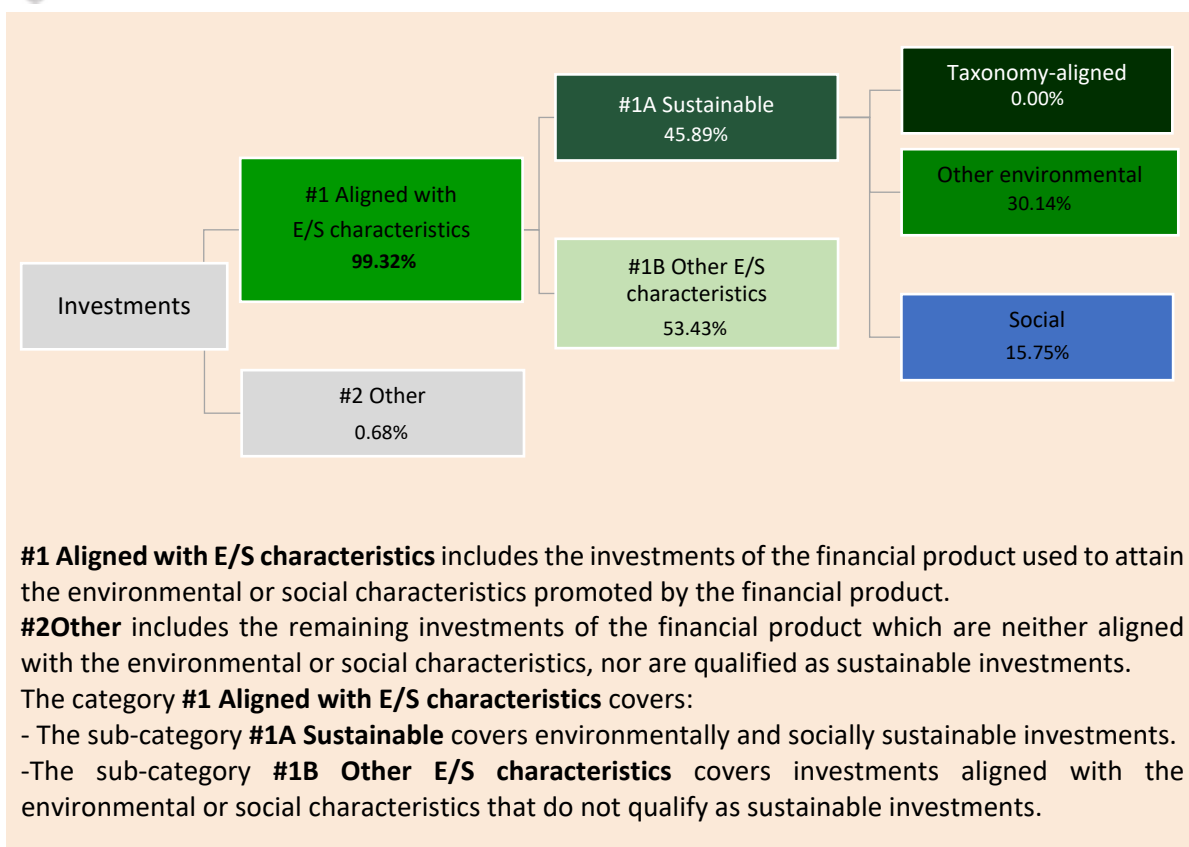 Investments
#1 Aligned with
E/S characteristics
99.32%
#2 Other
0.68%
#1A Sustainable
45.89%
#1B Other E/S
characteristics
53.43%
Taxonomy-aligned
0.00%
Other environmental
30.14%
Social
15.75%
#1 Aligned with E/S characteristics includes the investments of the financial product used to attain
the environmental or social characteristics promoted by the financial product.
#2Other includes the remaining investments of the financial product which are neither aligned
with the environmental or social characteristics, nor are qualified as sustainable investments.
The category #1 Aligned with E/S characteristics covers:
- The sub-category #1A Sustainable covers environmentally and socially sustainable investments.
-The sub-category #1B Other E/S characteristics covers investments aligned with the
environmental or social characteristics that do not qualify as sustainable investments.